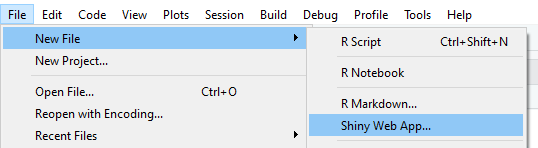 File Edit Code View Plots Session Build Debug Profile Tools Help
New File
New Project...
Open File... Ctrl+O
Reopen with Encoding...
Recent Files
R Script Ctrl+Shift+N
R Notebook
R Markdown...
Shiny Web App...